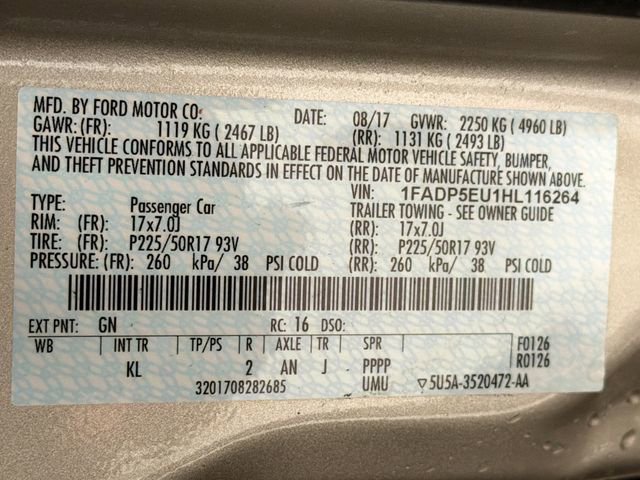 MFD. BY FORD MOTOR CO: DATE: 08/17 GVWR: 2250 KG ( 4960 LB)
GAWR: (FR): 1119 KG ( 2467 LB) (RR): 1131 KG ( 2493 LB)
THIS VEHICLE CONFORMS TO ALL APPLICABLE FEDERAL MOTOR VEHICLE SAFETY, BUMPER,
AND THEFT PREVENTION STANDARDS IN EFFECT ON THE DATE OF MANUFACTURE SHOWN ABOVE.
VIN: 1FADP5EU1HL116264
TYPE: Passenger Car TRAILER TOWING - SEE OWNER GUIDE
RIM: (FR) 17x7.0J (RR): 17x7.0J
TIRE: (FR): P225/50R17 93V (RR): P225/50R17 93V
PRESSURE: (FR): 260 kPa/ 38 PSI COLD (RR): 260 kPa/ 38 PSI COLD
EXT PNT: GN RC: 16 DSO: F0126
WB INT TR TP/PS R AXLE TR SPR R0126
KL 2 AN J PPPP
3201708282685 UMU ▽5U5A-3520472-AA